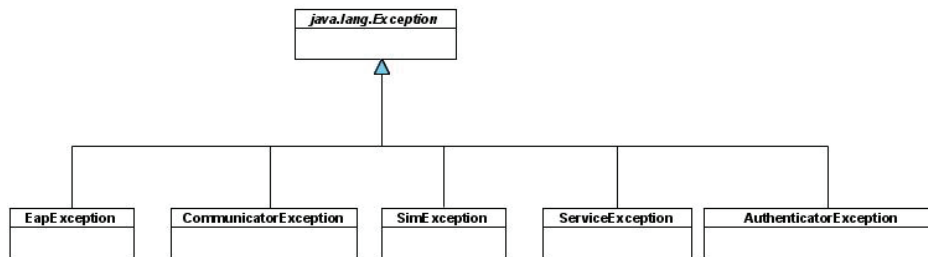 java.lang.Exception
EapException
CommunicatorException
SimException
ServiceException
AuthenticatorException